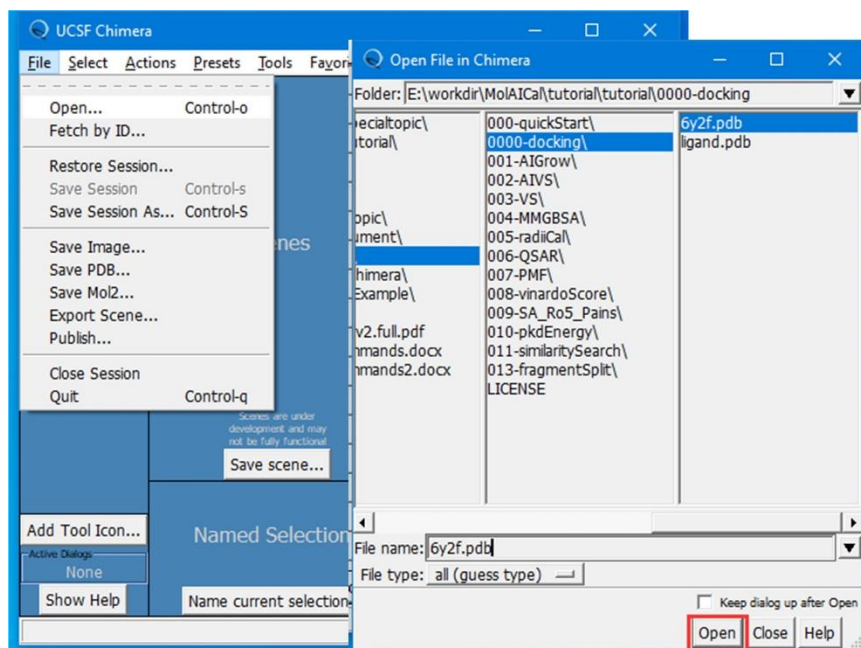 UCSF Chimera
File Select Actions Presets Tools Favori
Open... Control-o
Fetch by ID...
Restore Session...
Save Session Control-s
Save Session As... Control-S
Save Image...
Save PDB...
Save Mol2...
Export Scene...
Publish...
Close Session
Quit Control-q
enes
Scenes are under
development and may
not be fully functional
Save scene...
Add Tool Icon...
Active Dialogs
None
Show Help
Named Selection
Name current selection
Open File in Chimera
Folder: E:\workdir\MolAICal\tutorial\tutorial\0000-docking
pecialtopic\
torial\
opic\
ument\
himera\
Example\
v2.full.pdf
mmands.docx
mmands2.docx
000-quickStart\
0000-docking\
001-AIGrow\
002-AIVS\
003-VS\
004-MMGBSA\
005-radiiCal\
006-QSAR\
007-PMF\
008-vinardoScore\
009-SA_Ro5_Pains\
010-pkdEnergy\
011-similaritySearch\
013-fragmentSplit\
LICENSE
6y2f.pdb
ligand.pdb
File name: 6y2f.pdb
File type: all (guess type)
Keep dialog up after Open
Open Close Help